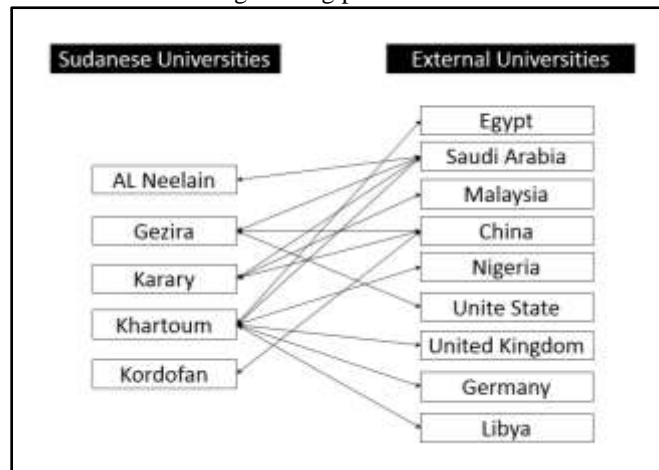 Sudanese Universities
External Universities
AL Neelain
Gezira
Karary
Khartoum
Kordofan
Egypt
Saudi Arabia
Malaysia
China
Nigeria
Unite State
United Kingdom
Germany
Libya